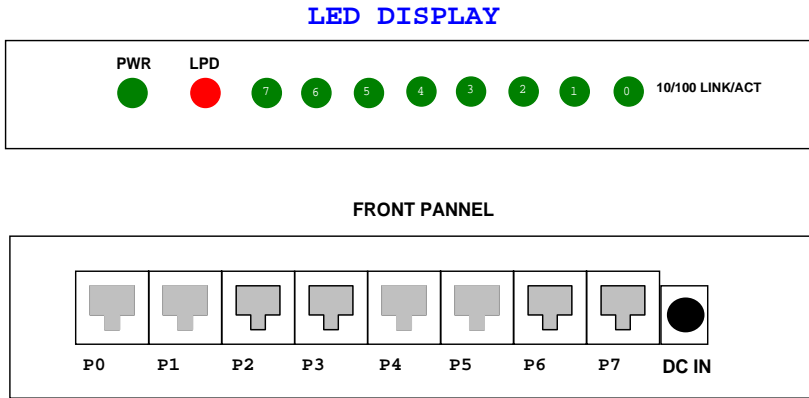 LED DISPLAY
PWR LPD
7 6 5 4 3 2 1 0 10/100 LINK/ACT
FRONT PANNEL
P0 P1 P2 P3 P4 P5 P6 P7 DC IN